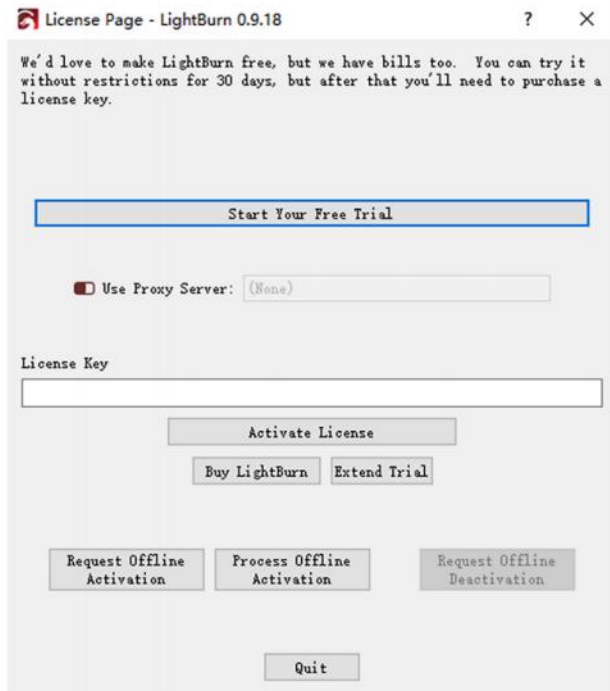 License Page - LightBurn 0.9.18 ? ×
We'd love to make LightBurn free, but we have bills too. You can try it
without restrictions for 30 days, but after that you'll need to purchase a
license key.
Start Your Free Trial
Use Proxy Server: (None)
License Key
Activate License
Buy LightBurn Extend Trial
Request Offline Process Offline Request Offline
Activation Activation Deactivation
Quit